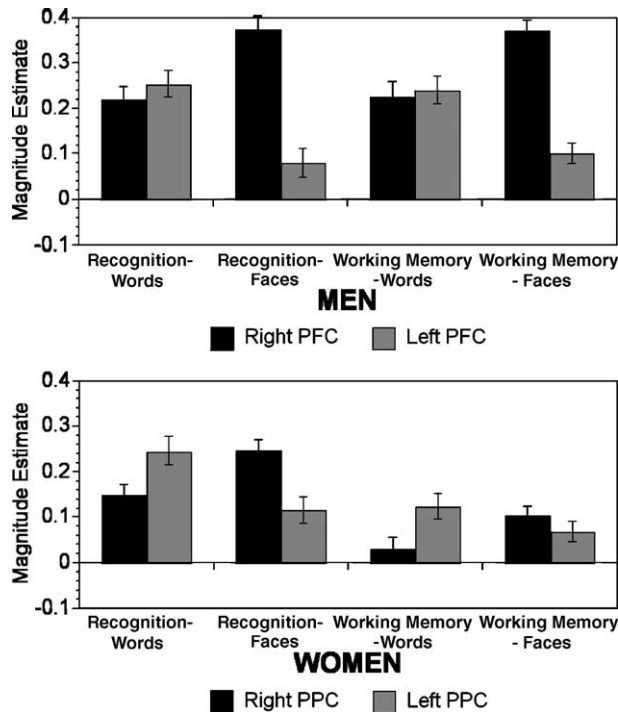 0.4
0.3
0.2
0.1
0
-0.1
Magnitude Estimate
Recognition- Recognition- Working Memory Working Memory
Words Faces -Words - Faces
MEN
Right PFC Left PFC
0.4
0.3
0.2
0.1
0
-0.1
Magnitude Estimate
Recognition- Recognition- Working Memory Working Memory
Words Faces -Words - Faces
WOMEN
Right PPC Left PPC